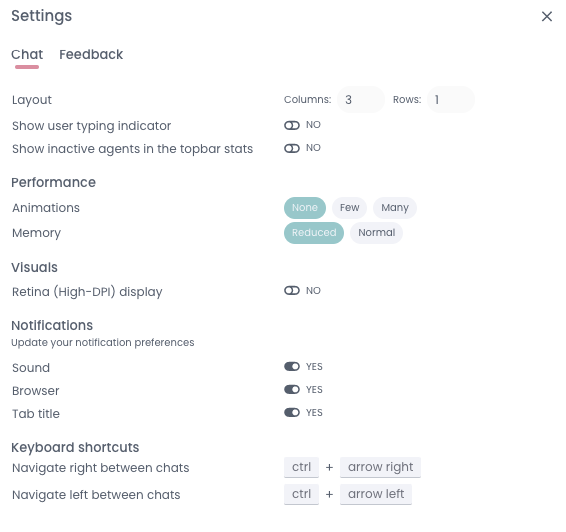 Settings
Chat Feedback
Layout Columns: 3 Rows: 1
Show user typing indicator NO
Show inactive agents in the topbar stats NO
Performance
Animations None Few Many
Memory Reduced Normal
Visuals
Retina (High-DPI) display NO
Notifications
Update your notification preferences
Sound YES
Browser YES
Tab title YES
Keyboard shortcuts
Navigate right between chats ctrl + arrow right
Navigate left between chats ctrl + arrow left